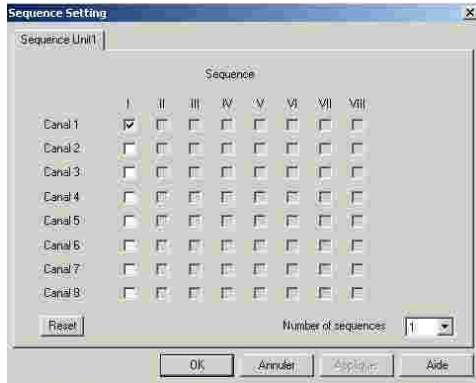 Sequence Setting
Sequence Unit1
Sequence
I II III IV V VI VII VIII
Canal 1
Canal 2
Canal 3
Canal 4
Canal 5
Canal 6
Canal 7
Canal 8
Reset Number of sequences 1
OK Annuler Appliquer Aide